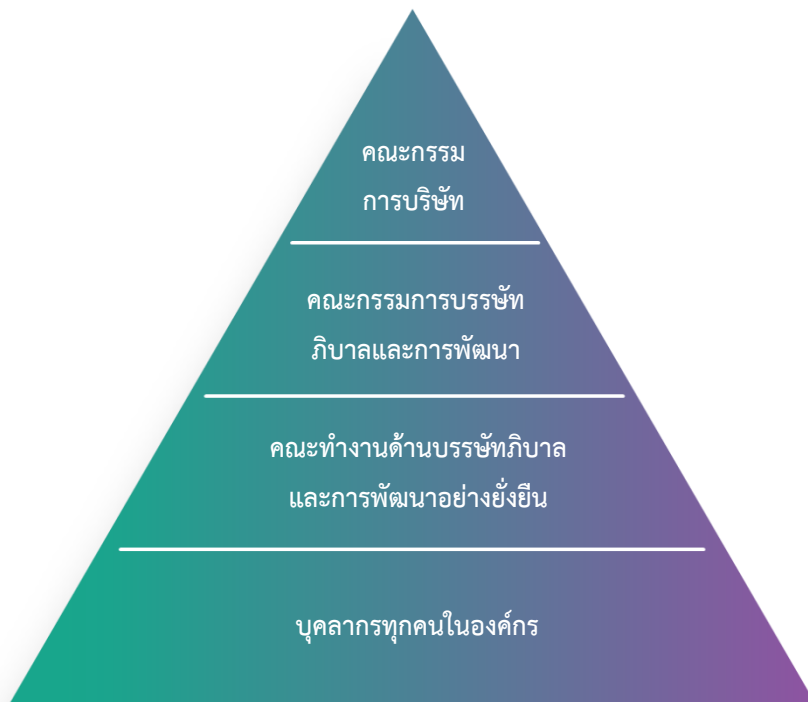 คณะกรรม
การบริษัท
คณะกรรมการบรรษัท
ภิบาลและการพัฒนา
คณะทำงานด้านบรรษัทภิบาล
และการพัฒนาอย่างยั่งยืน
บุคลากรทุกคนในองค์กร